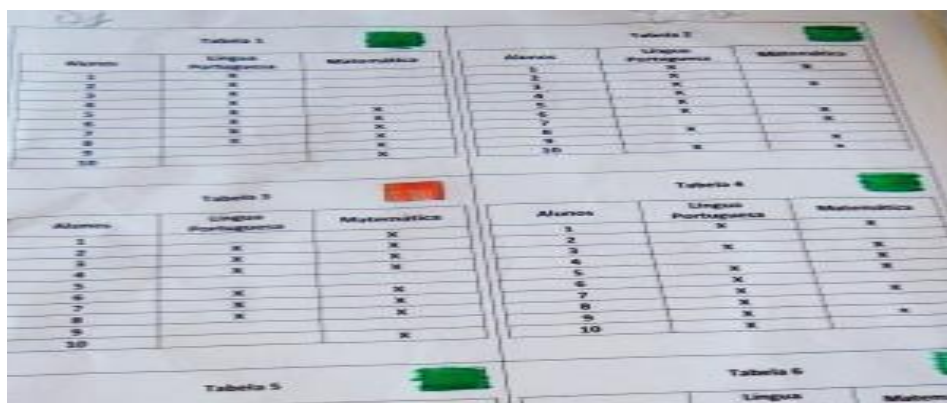 Tabela 1
Alunos Língua Portuguesa Matemática
1 X
2 X
3 X
4 X
5 X X
6 X X
7 X X
8 X X
9 X
10 X
Tabela 2
Alunos Língua Portuguesa Matemática
1 X X
2 X
3 X X
4 X
5 X
6 X X
7 X
8 X
9 X
10 X X
Tabela 3
Alunos Língua Portuguesa Matemática
1 X
2 X X
3 X X
4 X X
5
6 X X
7 X X
8 X X
9
10 X
Tabela 4
Alunos Língua Portuguesa Matemática
1 X X
2
3 X X
4 X
5 X X
6 X
7 X X
8 X
9 X X
10 X
Tabela 5
Tabela 6
Língua Matem